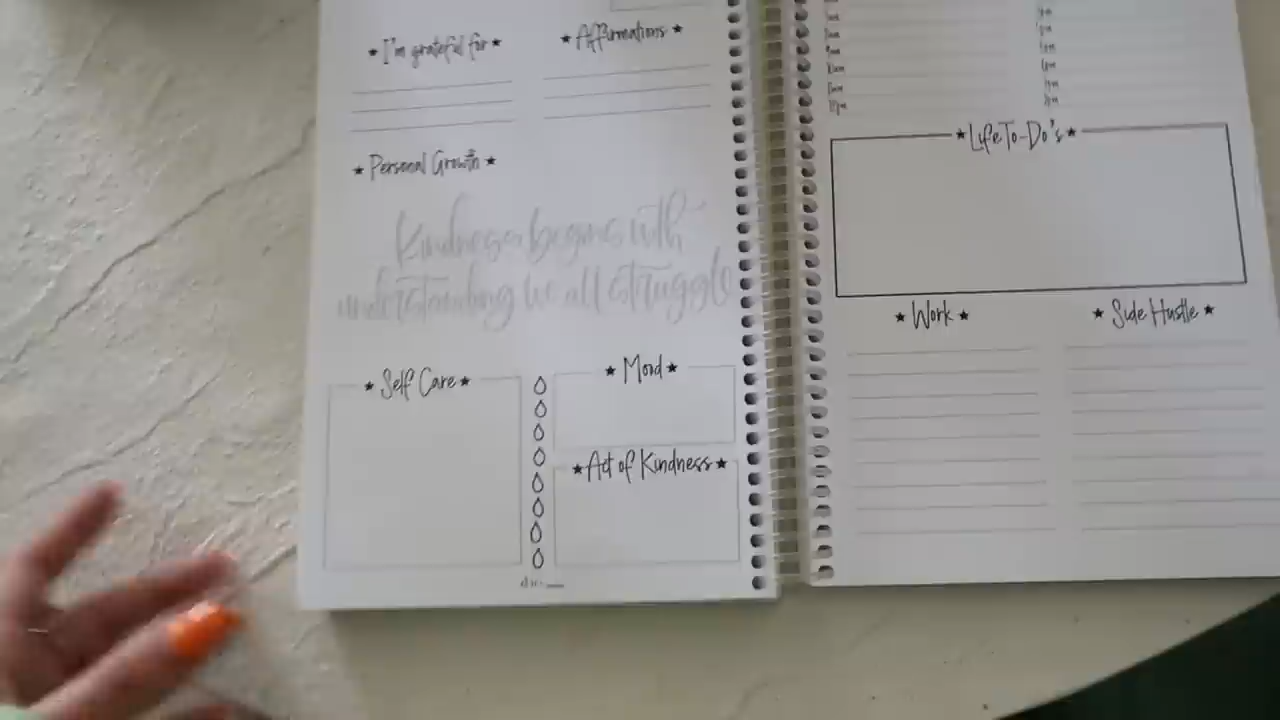 ★ I'm grateful for ★
★ Affirmations ★
★ Personal Growth ★
Kindness begins with
understanding we all struggle
★ Self Care ★
★ Mood ★
★ Act of Kindness ★
★ Life To-Do's ★
★ Work ★
★ Side Hustle ★